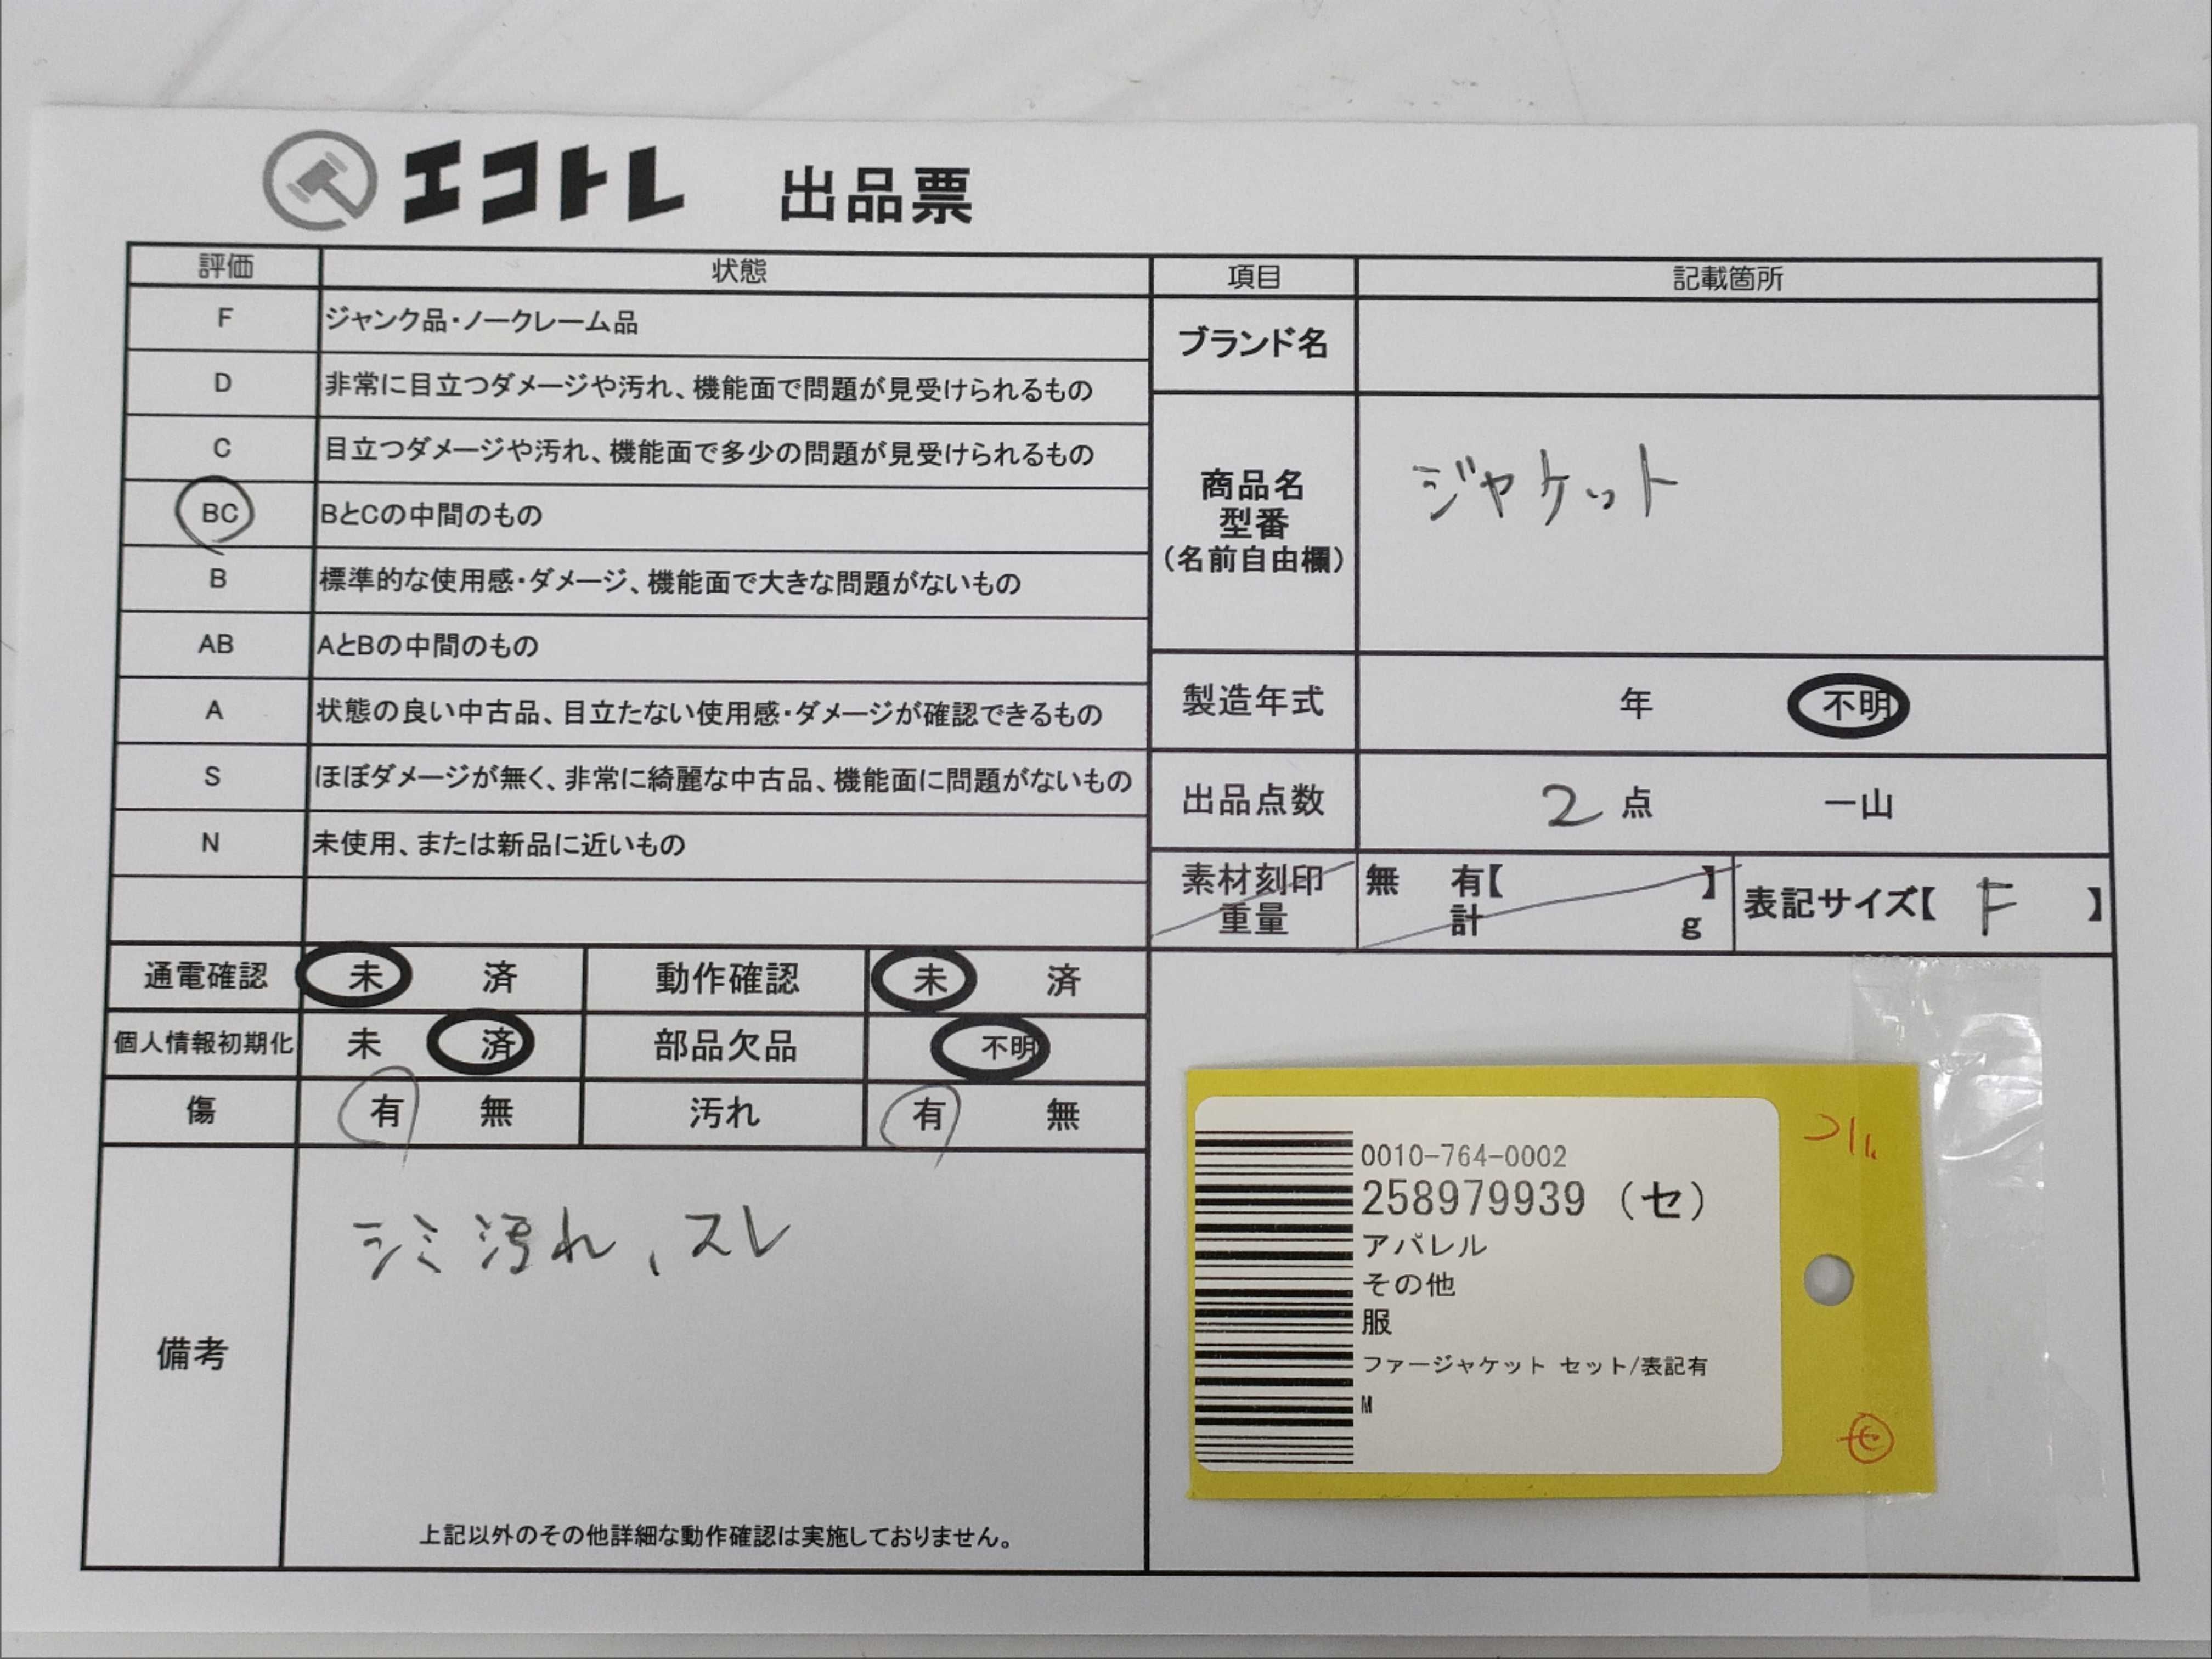 エコトレ 出品票
評価 状態
F ジャンク品・ノークレーム品
D 非常に目立つダメージや汚れ、機能面で問題が見受けられるもの
C 目立つダメージや汚れ、機能面で多少の問題が見受けられるもの
BC BとCの中間のもの
B 標準的な使用感・ダメージ、機能面で大きな問題がないもの
AB AとBの中間のもの
A 状態の良い中古品、目立たない使用感・ダメージが確認できるもの
S ほぼダメージが無く、非常に綺麗な中古品、機能面に問題がないもの
N 未使用、または新品に近いもの
項目 記載箇所
ブランド名
商品名
型番
(名前自由欄)
ジャケット
製造年式 年 不明
出品点数 2点 一山
素材刻印
重量
無 有【 】
計 g
表記サイズ【 F 】
通電確認 未 済 動作確認 未 済
個人情報初期化 未 済 部品欠品 不明
傷 有 無 汚れ 有 無
備考
シミ汚れ、スレ
上記以外のその他詳細な動作確認は実施しておりません。
0010-764-0002
258979939 (セ)
アパレル
その他
服
ファージャケット セット/表記有
M
セ